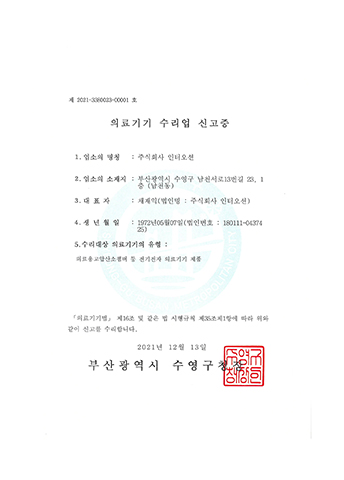 제 2021-3380033-00001 호
의료기기 수리업 신고증
1. 업소의 명칭 : 주식회사 인터오션
2. 업소의 소재지 : 부산광역시 수영구 남천서로13번길 23, 1
층 (남천동)
3. 대 표 자 : 채재익(법인명 : 주식회사 인터오션)
4. 생 년 월 일 : 1972년05월07일(법인번호 : 180111-04374
25)
5.수리대상 의료기기의 유형 :
의료용고압산소챔버 등 전기전자 의료기기 제품
「의료기기법」 제16조 및 같은 법 시행규칙 제35조제1항에 따라 위와
같이 신고를 수리합니다.
2021년 12월 13일
부산광역시 수영구청장